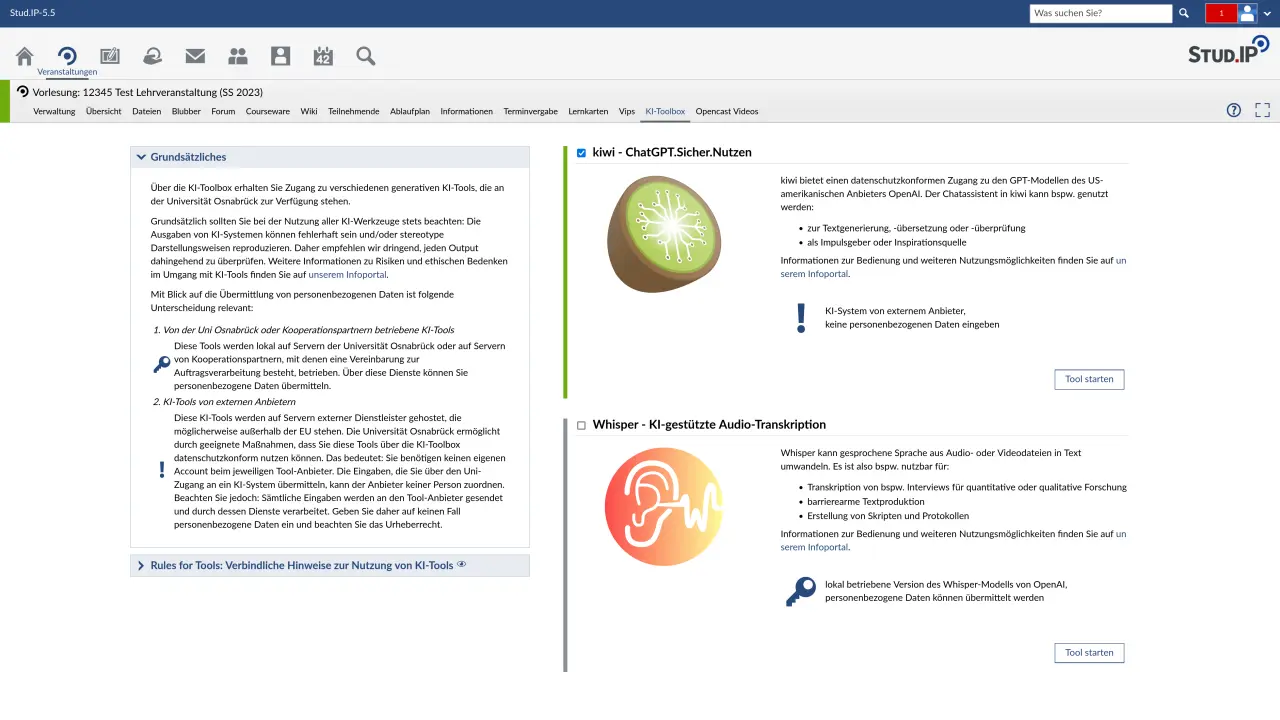 Stud.IP-5.5
Was suchen Sie?
1
Veranstaltungen
42
STUD.IP
Vorlesung: 12345 Test Lehrveranstaltung (SS 2023)
Verwaltung Übersicht Dateien Blubber Forum Courseware Wiki Teilnehmende Ablaufplan Informationen Terminvergabe Lernkarten Vips KI-Toolbox Opencast Videos
?
Grundsätzliches
Über die KI-Toolbox erhalten Sie Zugang zu verschiedenen generativen KI-Tools, die an
der Universität Osnabrück zur Verfügung stehen.
Grundsätzlich sollten Sie bei der Nutzung aller KI-Werkzeuge stets beachten: Die
Ausgaben von KI-Systemen können fehlerhaft sein und/oder stereotype
Darstellungsweisen reproduzieren. Daher empfehlen wir dringend, jeden Output
dahingehend zu überprüfen. Weitere Informationen zu Risiken und ethischen Bedenken
im Umgang mit KI-Tools finden Sie auf unserem Infoportal.
Mit Blick auf die Übermittlung von personenbezogenen Daten ist folgende
Unterscheidung relevant:
1. Von der Uni Osnabrück oder Kooperationspartnern betriebene KI-Tools
Diese Tools werden lokal auf Servern der Universität Osnabrück oder auf Servern
von Kooperationspartnern, mit denen eine Vereinbarung zur
Auftragsverarbeitung besteht, betrieben. Über diese Dienste können Sie
personenbezogene Daten übermitteln.
2. KI-Tools von externen Anbietern
Diese KI-Tools werden auf Servern externer Dienstleister gehostet, die
möglicherweise außerhalb der EU stehen. Die Universität Osnabrück ermöglicht
durch geeignete Maßnahmen, dass Sie diese Tools über die KI-Toolbox
datenschutzkonform nutzen können. Das bedeutet: Sie benötigen keinen eigenen
Account beim jeweiligen Tool-Anbieter. Die Eingaben, die Sie über den Uni-
Zugang an ein KI-System übermitteln, kann der Anbieter keiner Person zuordnen.
Beachten Sie jedoch: Sämtliche Eingaben werden an den Tool-Anbieter gesendet
und durch dessen Dienste verarbeitet. Geben Sie daher auf keinen Fall
personenbezogene Daten ein und beachten Sie das Urheberrecht.
Rules for Tools: Verbindliche Hinweise zur Nutzung von KI-Tools
kiwi - ChatGPT.Sicher.Nutzen
kiwi bietet einen datenschutzkonformen Zugang zu den GPT-Modellen des US-
amerikanischen Anbieters OpenAI. Der Chatassistent in kiwi kann bspw. genutzt
werden:
• zur Textgenerierung, -übersetzung oder -überprüfung
• als Impulsgeber oder Inspirationsquelle
Informationen zur Bedienung und weiteren Nutzungsmöglichkeiten finden Sie auf un
serem Infoportal.
KI-System von externem Anbieter,
keine personenbezogenen Daten eingeben
Tool starten
Whisper - KI-gestützte Audio-Transkription
Whisper kann gesprochene Sprache aus Audio- oder Videodateien in Text
umwandeln. Es ist also bspw. nutzbar für:
• Transkription von bspw. Interviews für quantitative oder qualitative Forschung
• barrierearme Textproduktion
• Erstellung von Skripten und Protokollen
Informationen zur Bedienung und weiteren Nutzungsmöglichkeiten finden Sie auf un
serem Infoportal.
lokal betriebene Version des Whisper-Modells von OpenAI,
personenbezogene Daten können übermittelt werden
Tool starten